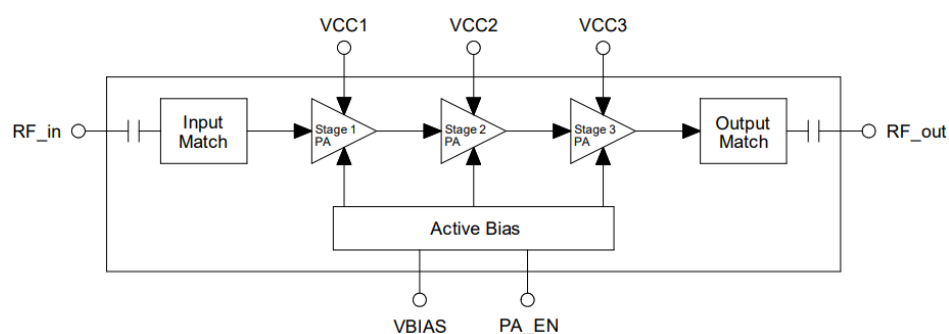 VCC1
VCC2
VCC3
RF_in
Input
Match
Stage 1
PA
Stage 2
PA
Stage 3
PA
Output
Match
RF_out
Active Bias
VBIAS
PA_EN